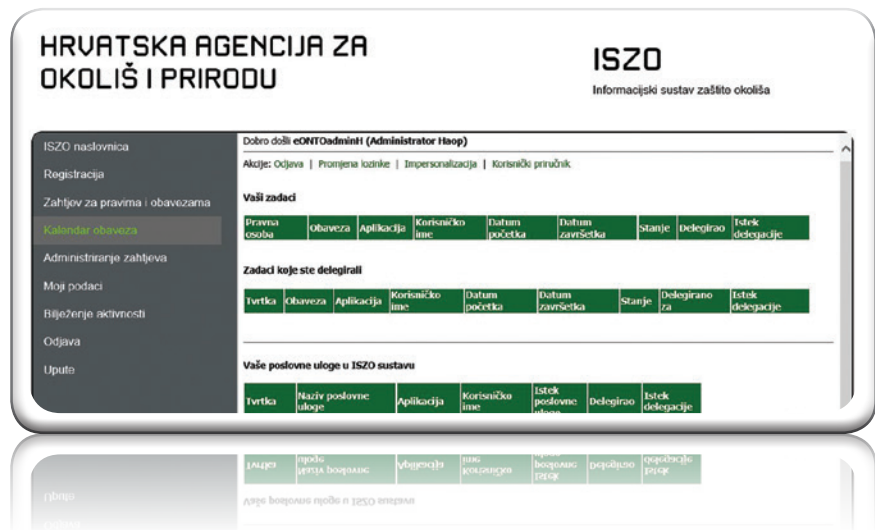 HRVATSKA AGENCIJA ZA
OKOLIŠ I PRIRODU
ISZO
Informacijski sustav zaštite okoliša
ISZO naslovnica
Registracija
Zahtjev za pravima i obavezama
Kalendar obaveza
Administriranje zahtjeva
Moji podaci
Bilježenje aktivnosti
Odjava
Upute
Dobro došli eONTOadminH (Administrator Haop)
Akcije: Odjava | Promjena lozinke | Impersonalizacija | Korisnički priručnik
Vaši zadaci
Pravna osoba Obaveza Aplikacija Korisničko ime Datum početka Datum završetka Stanje Delegirao Istek delegacije
Zadaci koje ste delegirali
Tvrtka Obaveza Aplikacija Korisničko ime Datum početka Datum završetka Stanje Delegirano za Istek delegacije
Vaše poslovne uloge u ISZO sustavu
Tvrtka Naziv poslovne uloge Aplikacija Korisničko ime Istek poslovne uloge Delegirao Istek delegacije